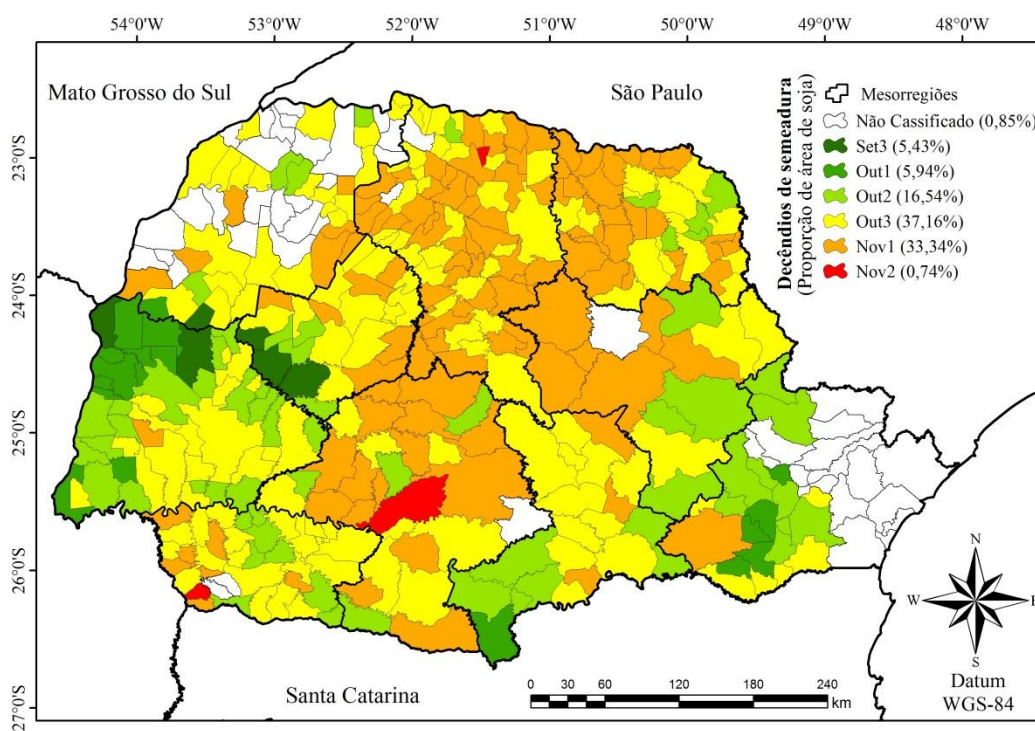 54°0'W 53°0'W 52°0'W 51°0'W 50°0'W 49°0'W 48°0'W
Mato Grosso do Sul
São Paulo
23°0'S
24°0'S
25°0'S
26°0'S
27°0'S
Decêndios de semeadura
(Proporção de área de soja)
Mesorregiões
Não Cassificado (0,85%)
Set3 (5,43%)
Out1 (5,94%)
Out2 (16,54%)
Out3 (37,16%)
Nov1 (33,34%)
Nov2 (0,74%)
N
W
E
S
Santa Catarina
0 30 60 120 180 240
km
Datum
WGS-84